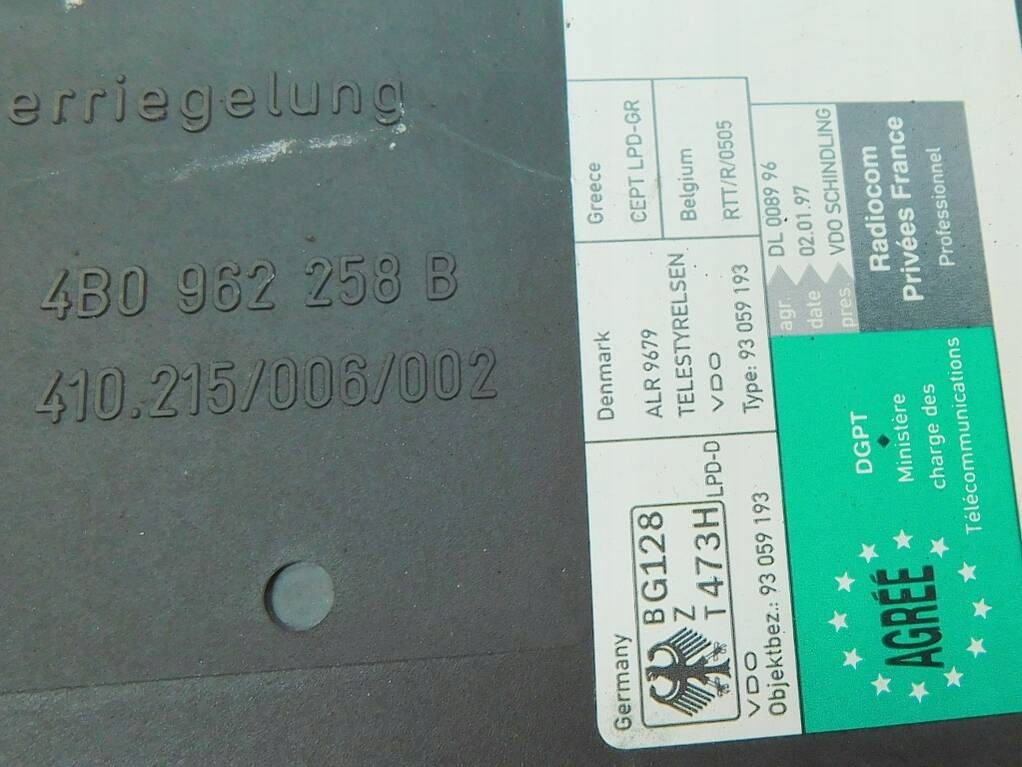 erriegelung
4B0 962 258 B
410.215/006/002
Germany
BG128
Z
T473H
LPD-D
VDO
Objektbez.: 93 059 193
Denmark
ALR 9679
TELESTYRELSEN
VDO
Type: 93 059 193
Greece
CEPT LPD-GR
Belgium
RTT/R/0505
agr. DL 0089 96
date 02.01.97
pres. VDO SCHINDLING
Radiocom
Privées France
Professionnel
DGPT
Ministère
charge des
Télécommunications
AGRÉÉ